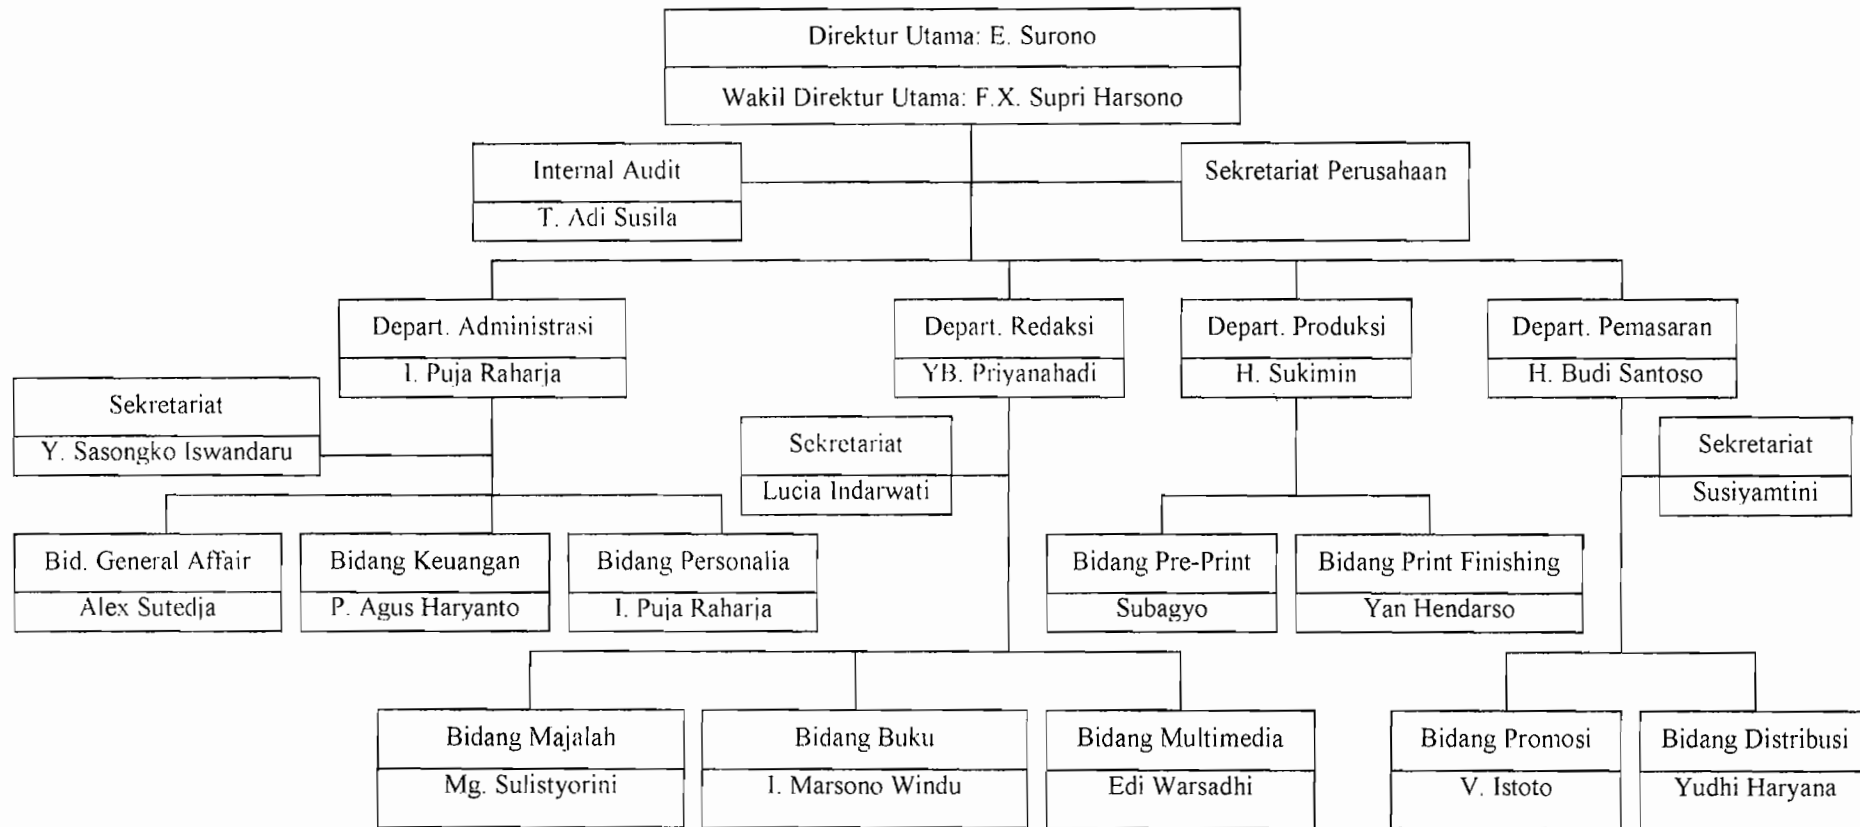 Direktur Utama: E. Surono
Wakil Direktur Utama: F.X. Supri Harsono
Internal Audit
T. Adi Susila
Sekretariat Perusahaan
Depart. Administrasi
I. Puja Raharja
Depart. Redaksi
YB. Priyanahadi
Depart. Produksi
H. Sukimin
Depart. Pemasaran
H. Budi Santoso
Sekretariat
Y. Sasongko Iswandaru
Sekretariat
Lucia Indarwati
Sekretariat
Susiyamtini
Bid. General Affair
Alex Sutedja
Bidang Keuangan
P. Agus Haryanto
Bidang Personalia
I. Puja Raharja
Bidang Pre-Print
Subagyo
Bidang Print Finishing
Yan Hendarso
Bidang Majalah
Mg. Sulistyorini
Bidang Buku
I. Marsono Windu
Bidang Multimedia
Edi Warsadhi
Bidang Promosi
V. Istoto
Bidang Distribusi
Yudhi Haryana